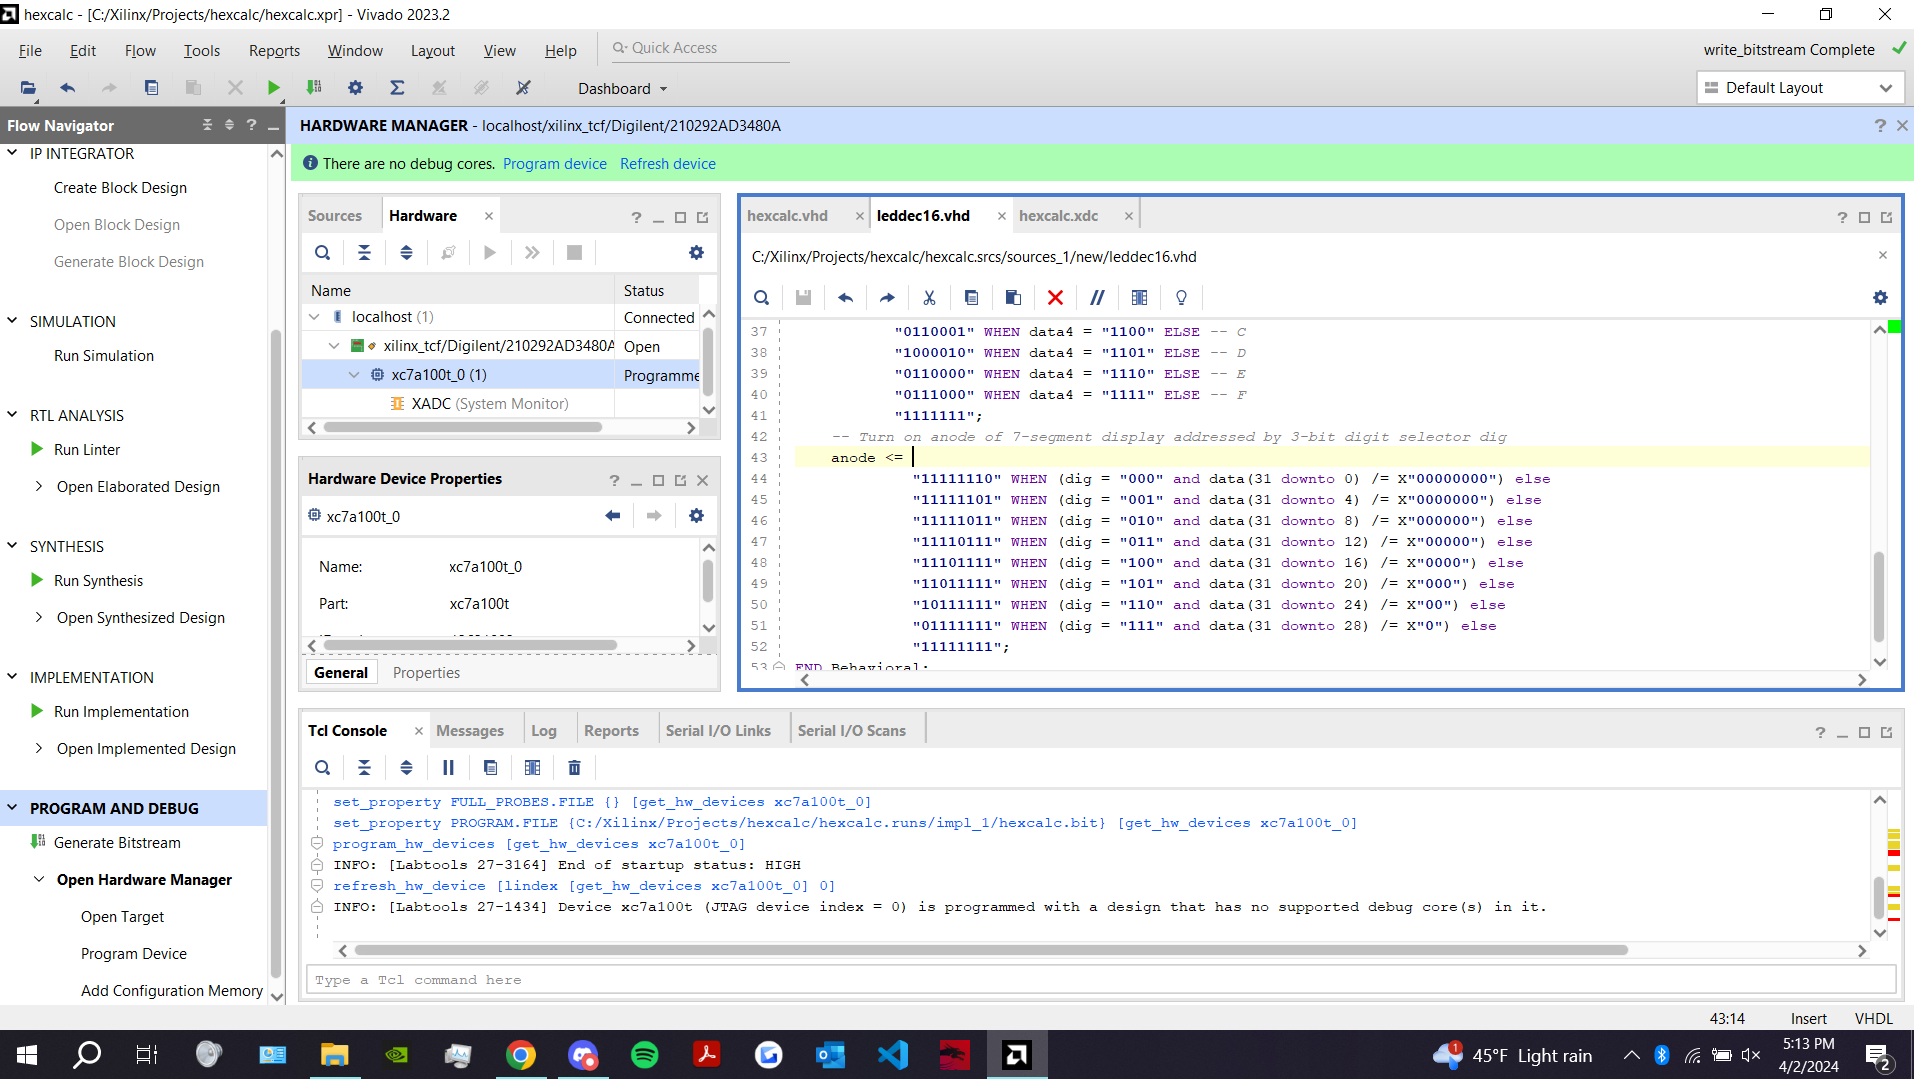 hexcalc - [C:/Xilinx/Projects/hexcalc/hexcalc.xpr] - Vivado 2023.2
File Edit Flow Tools Reports Window Layout View Help Quick Access
write_bitstream Complete
Dashboard
Default Layout
Flow Navigator
HARDWARE MANAGER - localhost/xilinx_tcf/Digilent/210292AD3480A
There are no debug cores. Program device Refresh device
IP INTEGRATOR
Create Block Design
Open Block Design
Generate Block Design
SIMULATION
Run Simulation
RTL ANALYSIS
Run Linter
Open Elaborated Design
SYNTHESIS
Run Synthesis
Open Synthesized Design
IMPLEMENTATION
Run Implementation
Open Implemented Design
PROGRAM AND DEBUG
Generate Bitstream
Open Hardware Manager
Open Target
Program Device
Add Configuration Memory
Sources Hardware
Name Status
localhost (1) Connected
xilinx_tcf/Digilent/210292AD3480A Open
xc7a100t_0 (1) Programme
XADC (System Monitor)
Hardware Device Properties
xc7a100t_0
Name: xc7a100t_0
Part: xc7a100t
General Properties
hexcalc.vhd leddec16.vhd hexcalc.xdc
C:/Xilinx/Projects/hexcalc/hexcalc.srcs/sources_1/new/leddec16.vhd
37 "0110001" WHEN data4 = "1100" ELSE -- C
38 "1000010" WHEN data4 = "1101" ELSE -- D
39 "0110000" WHEN data4 = "1110" ELSE -- E
40 "0111000" WHEN data4 = "1111" ELSE -- F
41 "1111111";
42 -- Turn on anode of 7-segment display addressed by 3-bit digit selector dig
43 anode <=
44 "11111110" WHEN (dig = "000" and data(31 downto 0) /= X"00000000") else
45 "11111101" WHEN (dig = "001" and data(31 downto 4) /= X"0000000") else
46 "11111011" WHEN (dig = "010" and data(31 downto 8) /= X"000000") else
47 "11110111" WHEN (dig = "011" and data(31 downto 12) /= X"00000") else
48 "11101111" WHEN (dig = "100" and data(31 downto 16) /= X"0000") else
49 "11011111" WHEN (dig = "101" and data(31 downto 20) /= X"000") else
50 "10111111" WHEN (dig = "110" and data(31 downto 24) /= X"00") else
51 "01111111" WHEN (dig = "111" and data(31 downto 28) /= X"0") else
52 "11111111";
53 END Behavioral;
Tcl Console Messages Log Reports Serial I/O Links Serial I/O Scans
set_property FULL_PROBES.FILE {} [get_hw_devices xc7a100t_0]
set_property PROGRAM.FILE {C:/Xilinx/Projects/hexcalc/hexcalc.runs/impl_1/hexcalc.bit} [get_hw_devices xc7a100t_0]
program_hw_devices [get_hw_devices xc7a100t_0]
INFO: [Labtools 27-3164] End of startup status: HIGH
refresh_hw_device [lindex [get_hw_devices xc7a100t_0] 0]
INFO: [Labtools 27-1434] Device xc7a100t (JTAG device index = 0) is programmed with a design that has no supported debug core(s) in it.
Type a Tcl command here
43:14 Insert VHDL
1 45°F Light rain
5:13 PM
4/2/2024
2